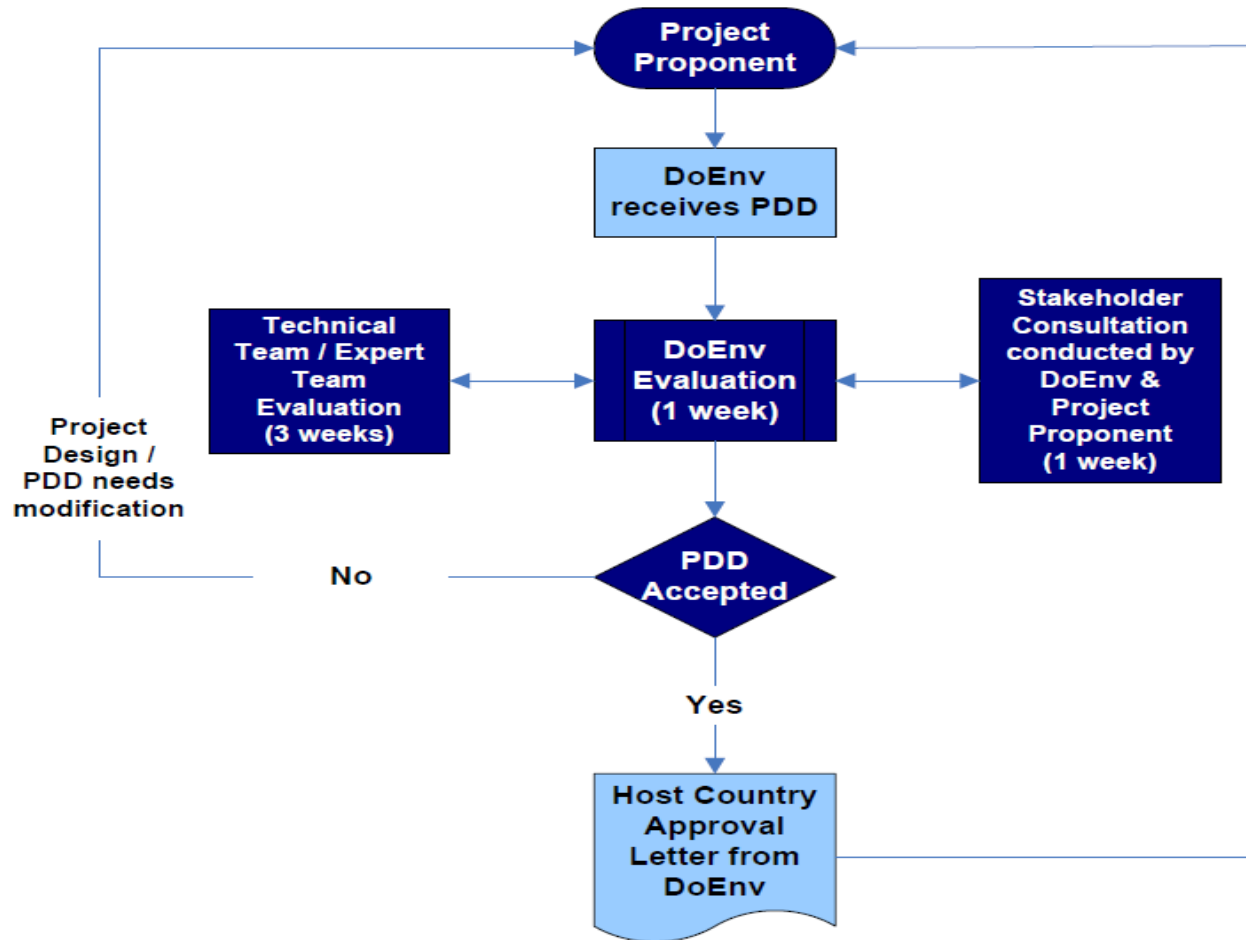 Project
Proponent
DoEnv
receives PDD
Technical
Team / Expert
Team
Evaluation
(3 weeks)
DoEnv
Evaluation
(1 week)
Stakeholder
Consultation
conducted by
DoEnv &
Project
Proponent
(1 week)
Project
Design /
PDD needs
modification
No
PDD
Accepted
Yes
Host Country
Approval
Letter from
DoEnv